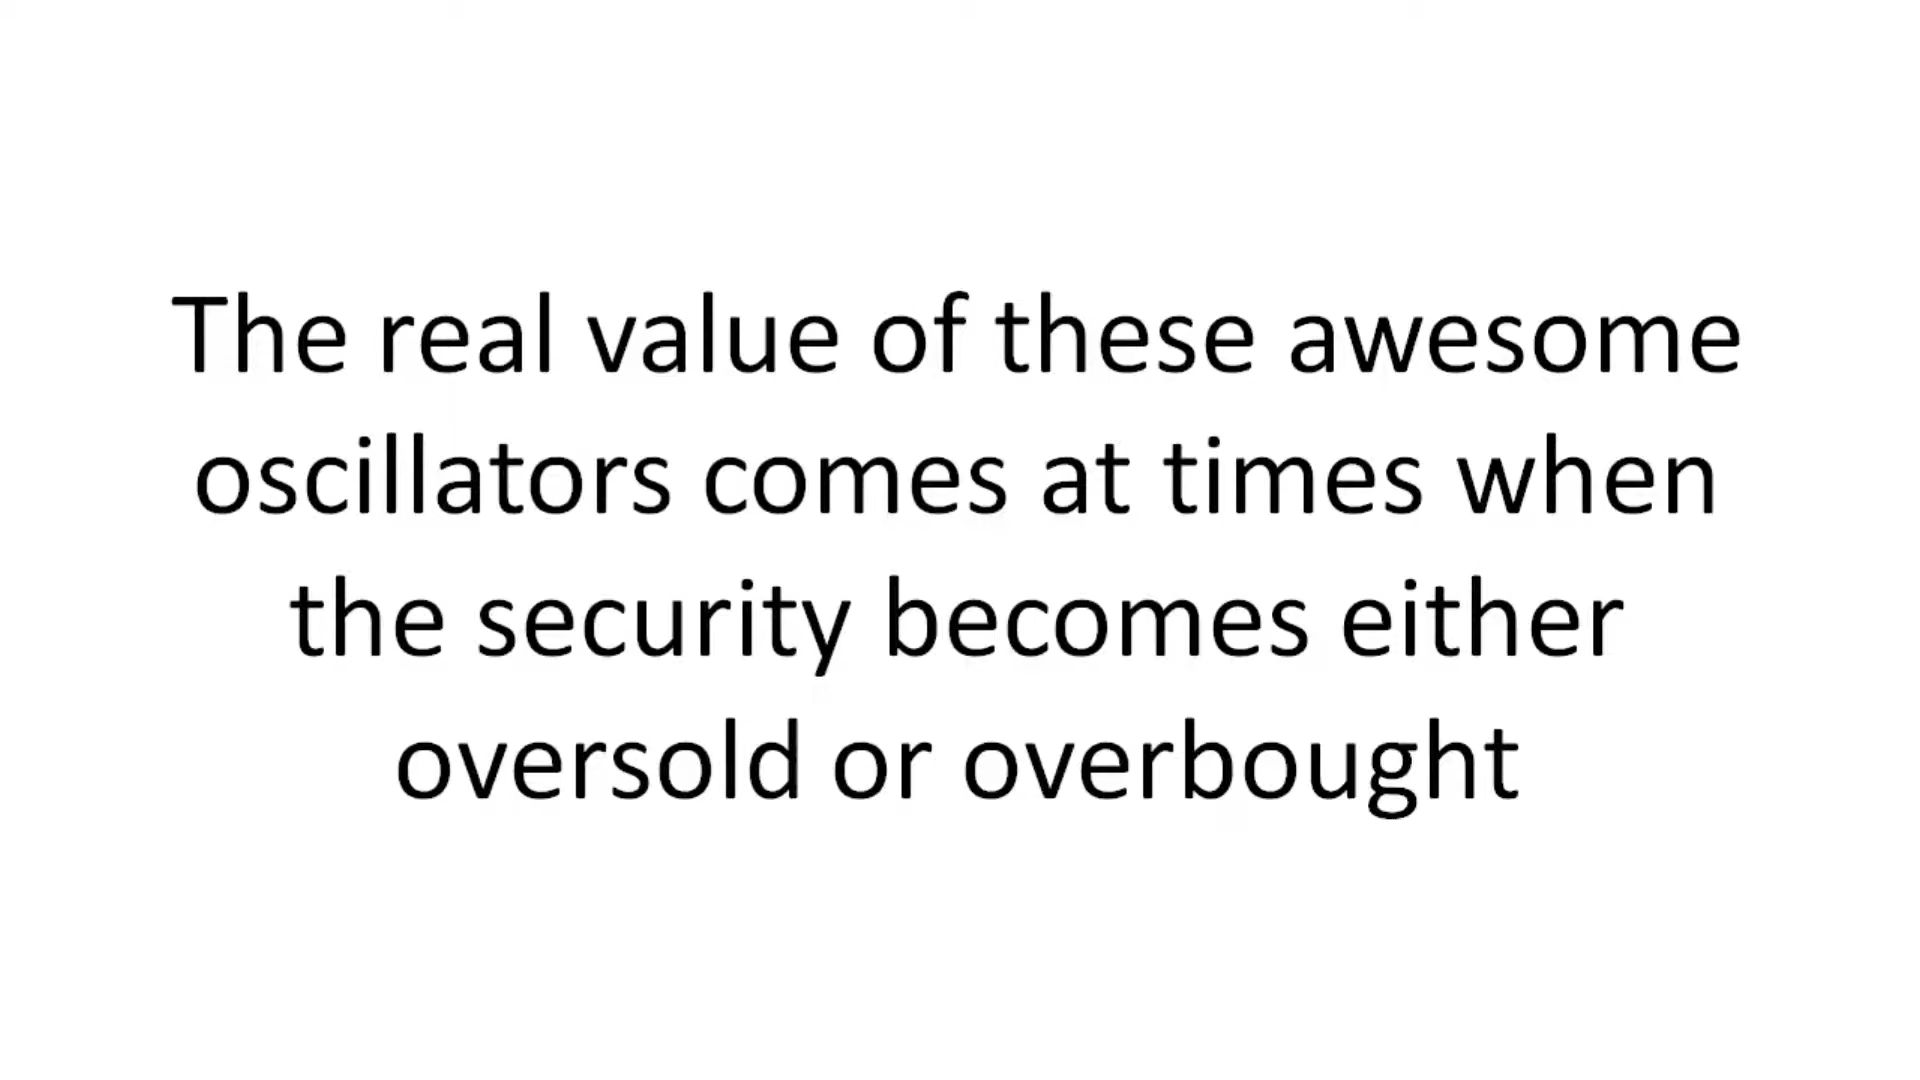 The real value of these awesome
oscillators comes at times when
the security becomes either
oversold or overbought